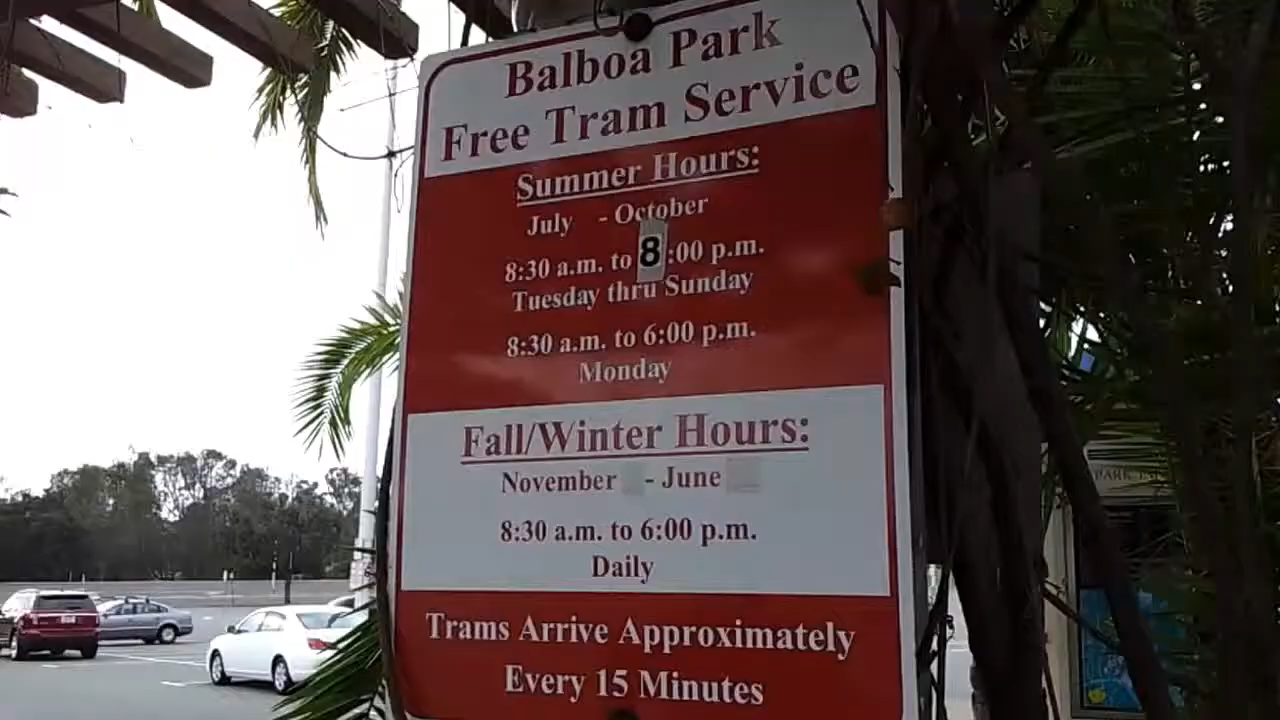 Balboa Park
Free Tram Service
Summer Hours:
July - October
8:30 a.m. to 8:00 p.m.
Tuesday thru Sunday
8:30 a.m. to 6:00 p.m.
Monday
Fall/Winter Hours:
November - June
8:30 a.m. to 6:00 p.m.
Daily
Trams Arrive Approximately
Every 15 Minutes
PARK